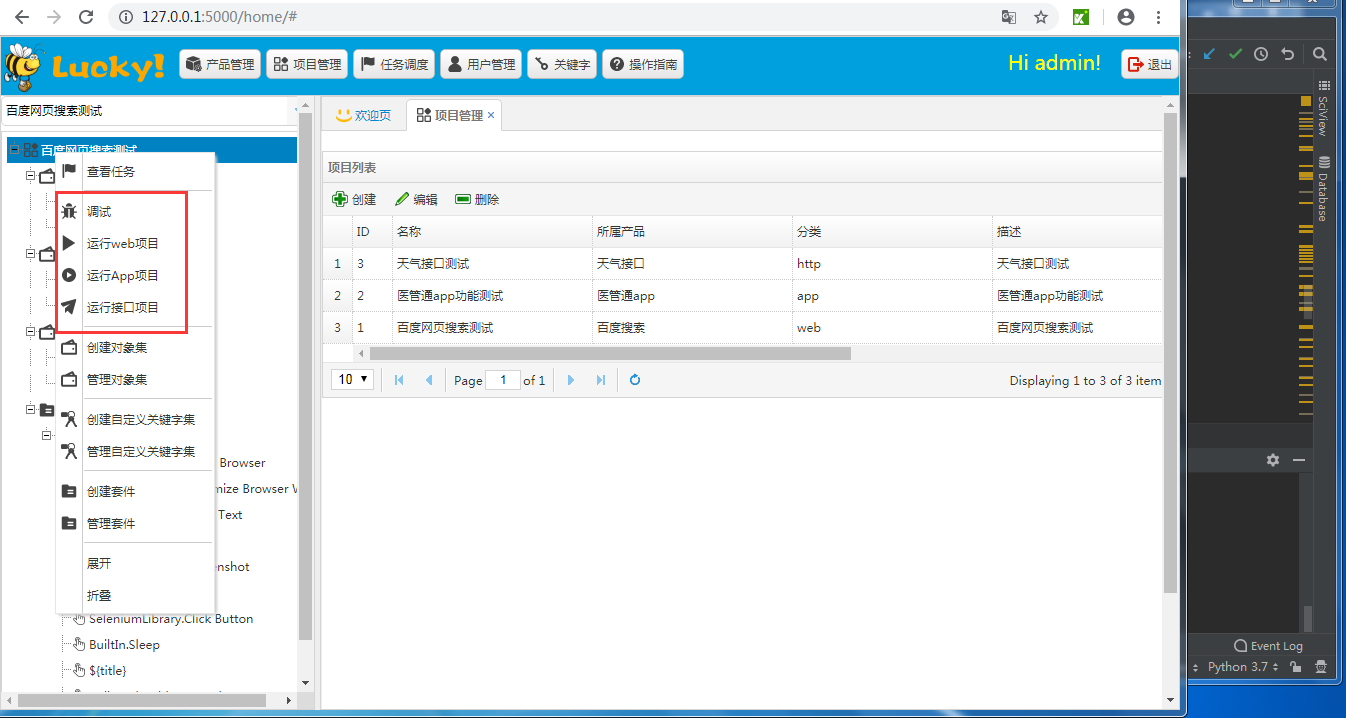 127.0.0.1:5000/home/#
Lucky!
产品管理
项目管理
任务调度
用户管理
关键字
操作指南
Hi admin!
退出
百度网页搜索测试
欢迎页
项目管理 ×
百度网页搜索测试
查看任务
调试
运行web项目
运行App项目
运行接口项目
创建对象集
管理对象集
创建自定义关键字集
管理自定义关键字集
创建套件
管理套件
展开
折叠
Browser
mize Browser W
Text
nshot
SeleniumLibrary.Click Button
BuiltIn.Sleep
${title}
项目列表
创建
编辑
删除
ID 名称 所属产品 分类 描述
1 3 天气接口测试 天气接口 http 天气接口测试
2 2 医管通app功能测试 医管通app app 医管通app功能测试
3 1 百度网页搜索测试 百度搜索 web 百度网页搜索测试
10 Page 1 of 1 Displaying 1 to 3 of 3 item
SciView
Database
Event Log
Python 3.7